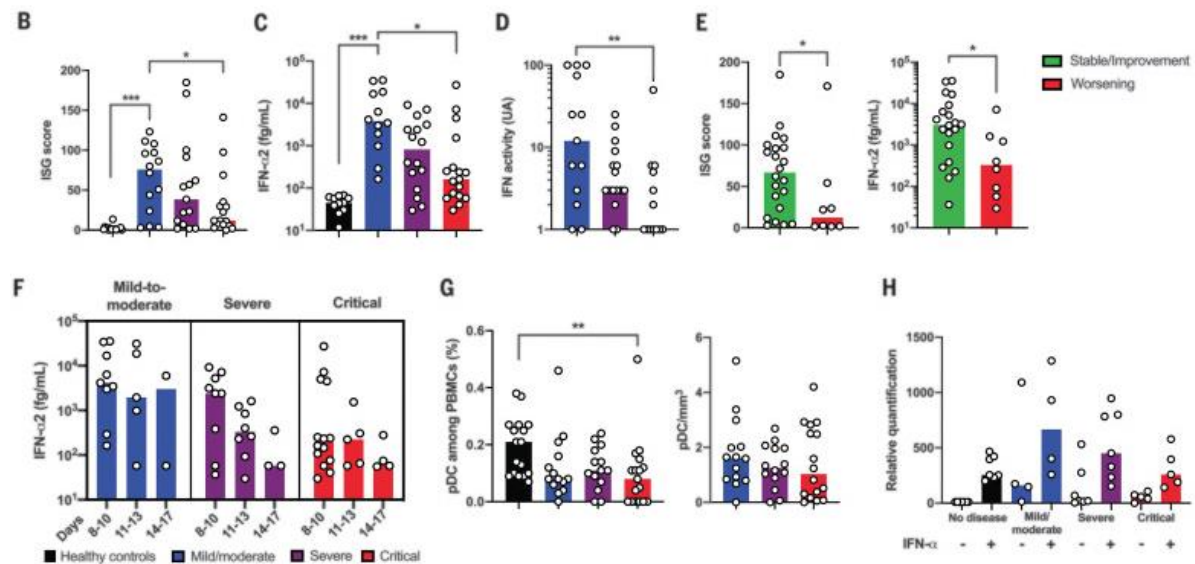 B
ISG score
200
150
100
50
0
***
*
C
IFN-α2 (fg/mL)
10⁵
10⁴
10³
10²
10¹
***
*
D
IFN activity (UA)
100
10
1
**
E
ISG score
200
150
100
50
0
*
IFN-α2 (fg/mL)
10⁵
10⁴
10³
10²
10¹
*
Stable/Improvement
Worsening
F
Mild-to-
moderate
Severe
Critical
IFN-α2 (fg/mL)
10⁵
10⁴
10³
10²
10¹
Days
8-10
11-13
14-17
8-10
11-13
14-17
8-10
11-13
14-17
Healthy controls
Mild/moderate
Severe
Critical
G
pDC among PBMCs (%)
0.6
0.4
0.2
0.0
**
pDC/mm³
6
4
2
0
H
Relative quantification
1500
1000
500
0
No disease
Mild/
moderate
Severe
Critical
IFN-α - + - + - + - +